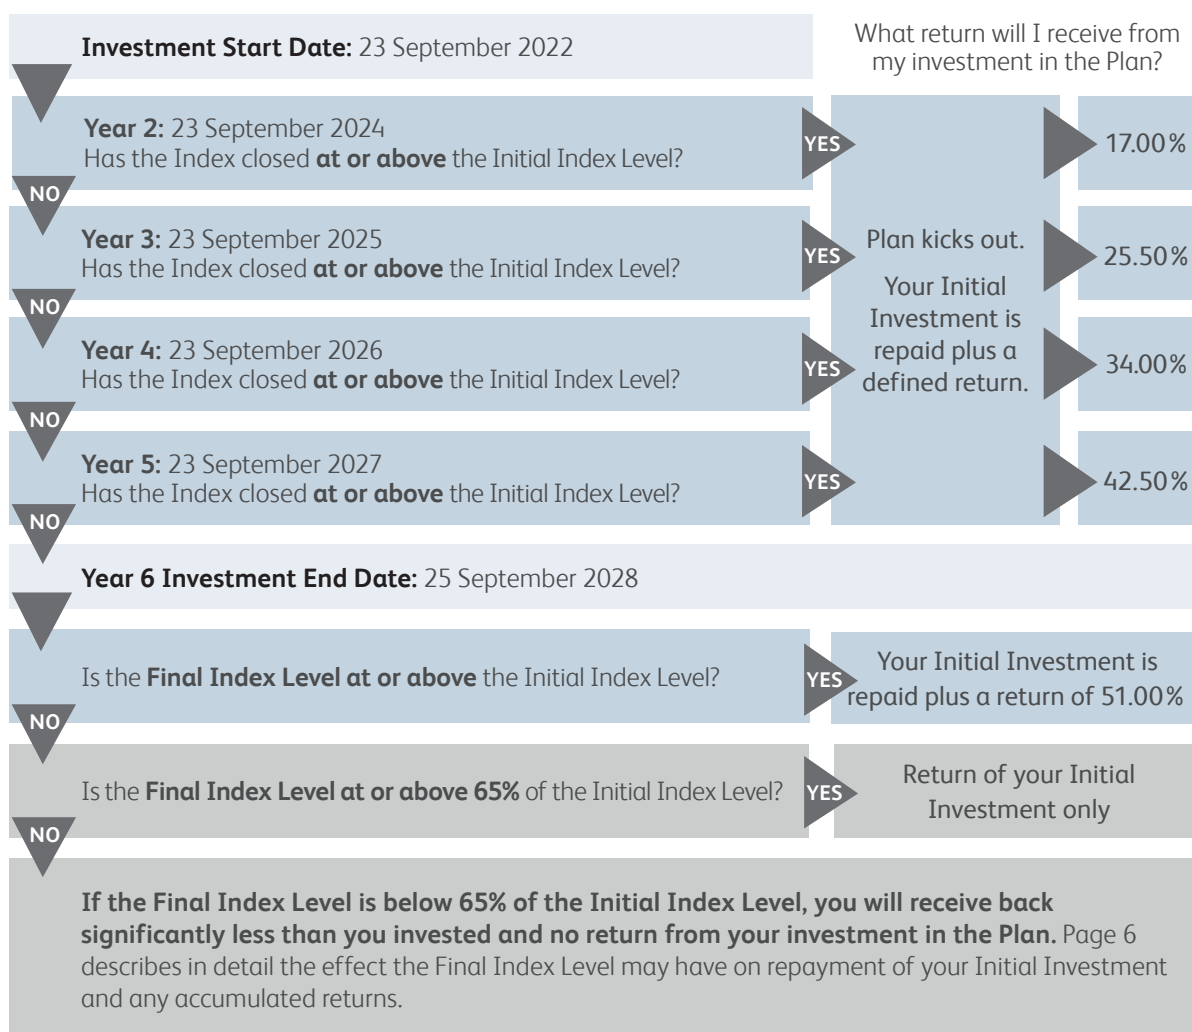 Investment Start Date: 23 September 2022
What return will I receive from
my investment in the Plan?
Year 2: 23 September 2024
Has the Index closed at or above the Initial Index Level?
YES
17.00%
NO
Year 3: 23 September 2025
Has the Index closed at or above the Initial Index Level?
YES
25.50%
NO
Year 4: 23 September 2026
Has the Index closed at or above the Initial Index Level?
YES
34.00%
NO
Year 5: 23 September 2027
Has the Index closed at or above the Initial Index Level?
YES
42.50%
NO
Plan kicks out.
Your Initial
Investment is
repaid plus a
defined return.
Year 6 Investment End Date: 25 September 2028
Is the Final Index Level at or above the Initial Index Level?
YES
Your Initial Investment is
repaid plus a return of 51.00%
NO
Is the Final Index Level at or above 65% of the Initial Index Level?
YES
Return of your Initial
Investment only
NO
If the Final Index Level is below 65% of the Initial Index Level, you will receive back
significantly less than you invested and no return from your investment in the Plan. Page 6
describes in detail the effect the Final Index Level may have on repayment of your Initial Investment
and any accumulated returns.